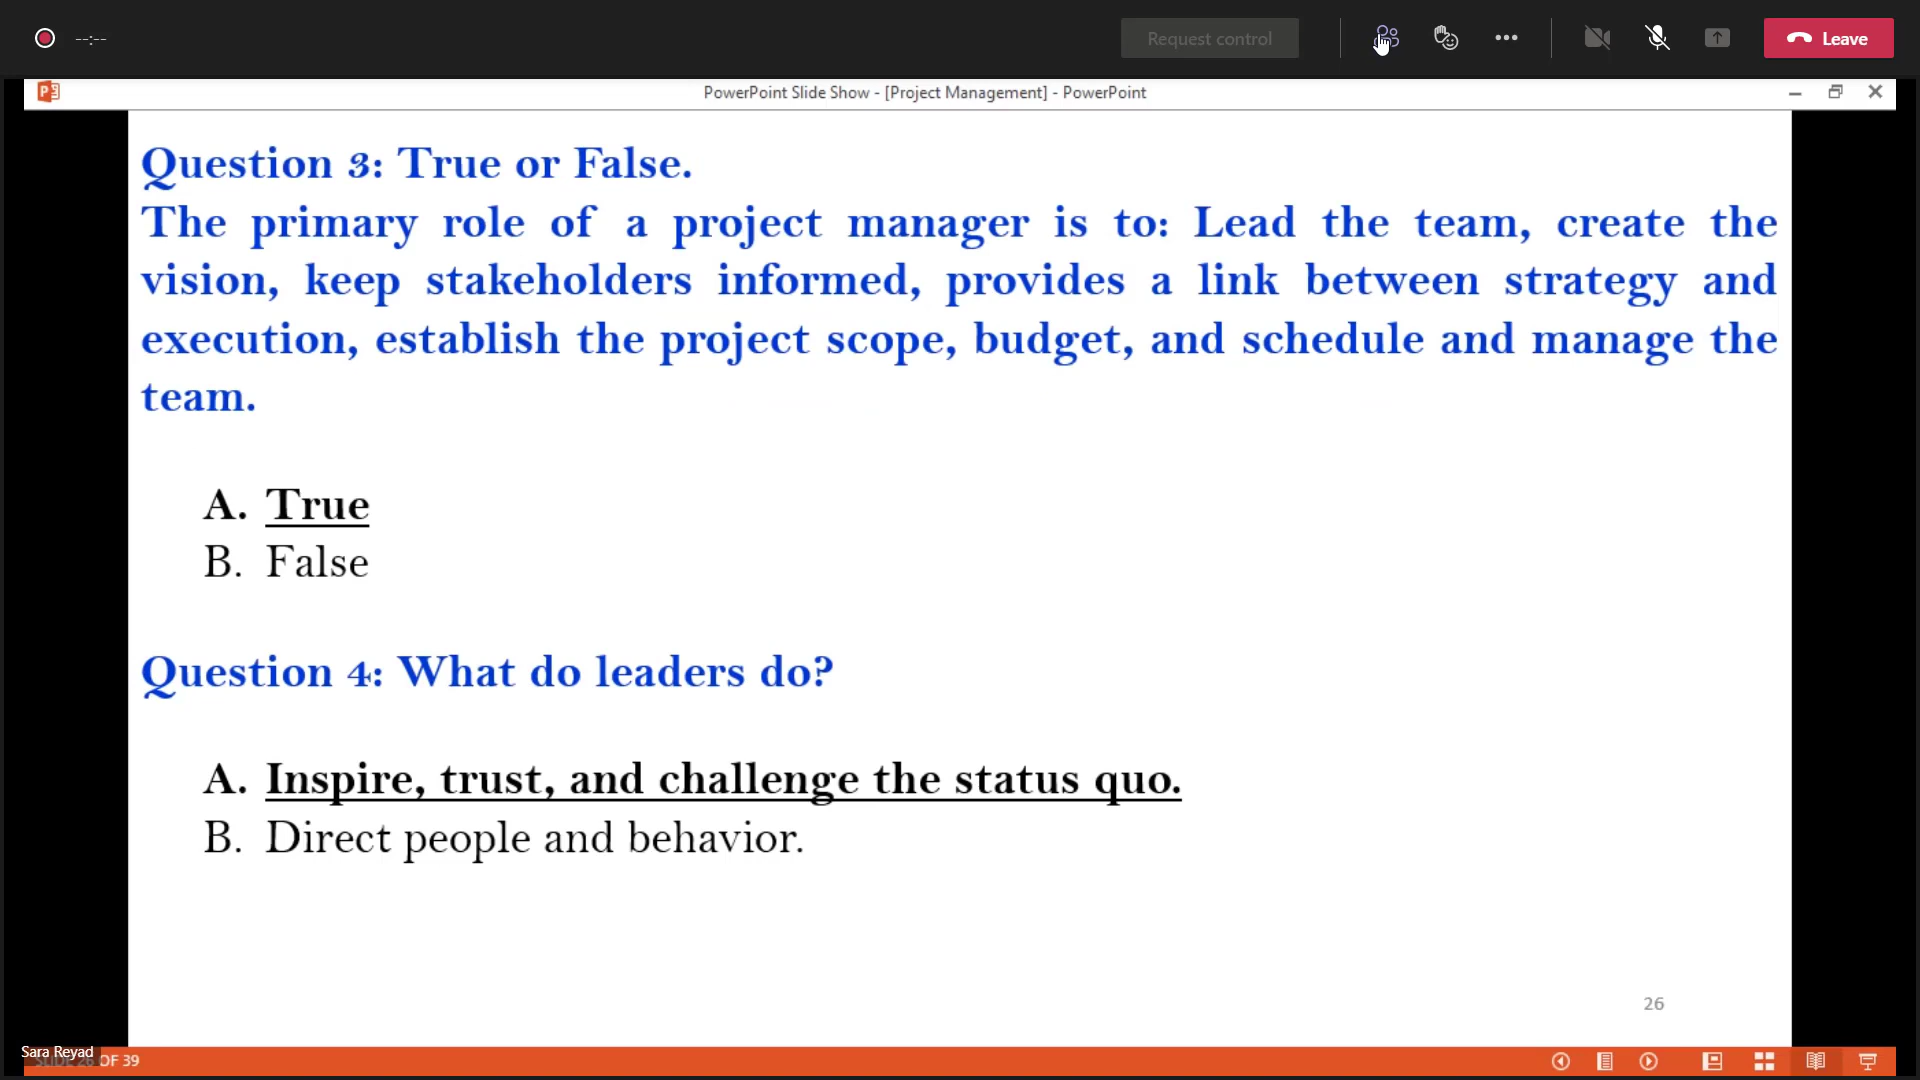 --:--
Request control
Leave
PowerPoint Slide Show - [Project Management] - PowerPoint
Question 3: True or False.
The primary role of a project manager is to: Lead the team, create the
vision, keep stakeholders informed, provides a link between strategy and
execution, establish the project scope, budget, and schedule and manage the
team.
A. True
B. False
Question 4: What do leaders do?
A. Inspire, trust, and challenge the status quo.
B. Direct people and behavior.
26
Sara Reyad
SLIDE 26 OF 39